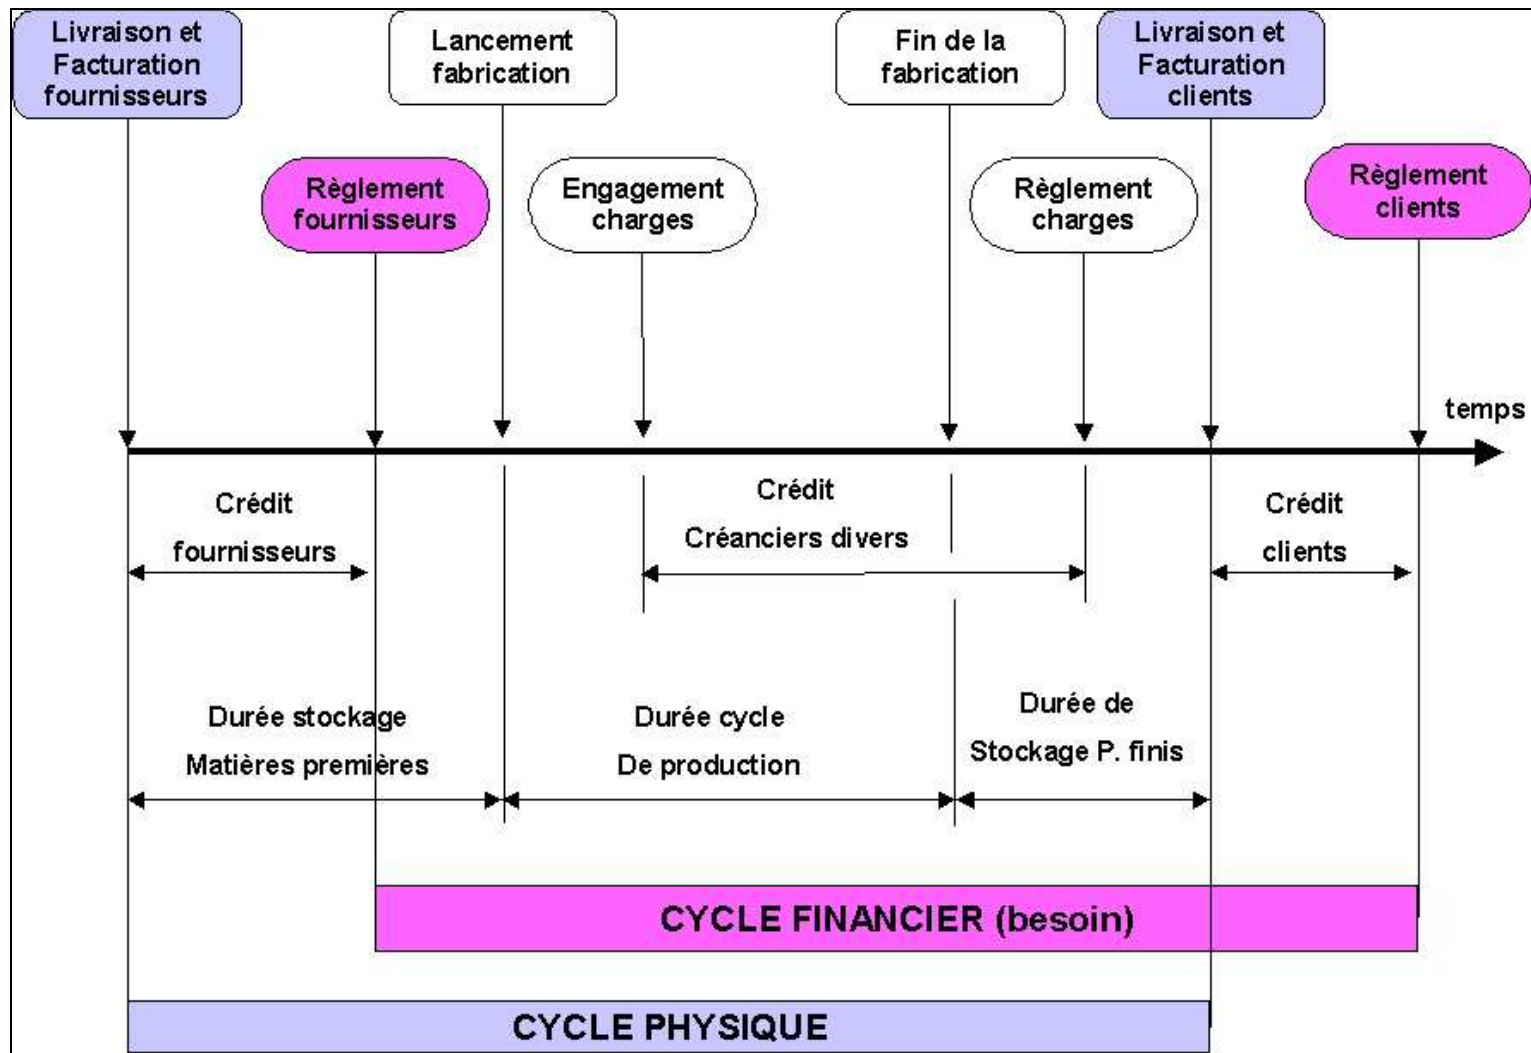 Livraison et
Facturation
fournisseurs
Lancement
fabrication
Fin de la
fabrication
Livraison et
Facturation
clients
Règlement
fournisseurs
Engagement
charges
Règlement
charges
Règlement
clients
temps
Crédit
fournisseurs
Crédit
Créanciers divers
Crédit
clients
Durée stockage
Matières premières
Durée cycle
De production
Durée de
Stockage P. finis
CYCLE FINANCIER (besoin)
CYCLE PHYSIQUE